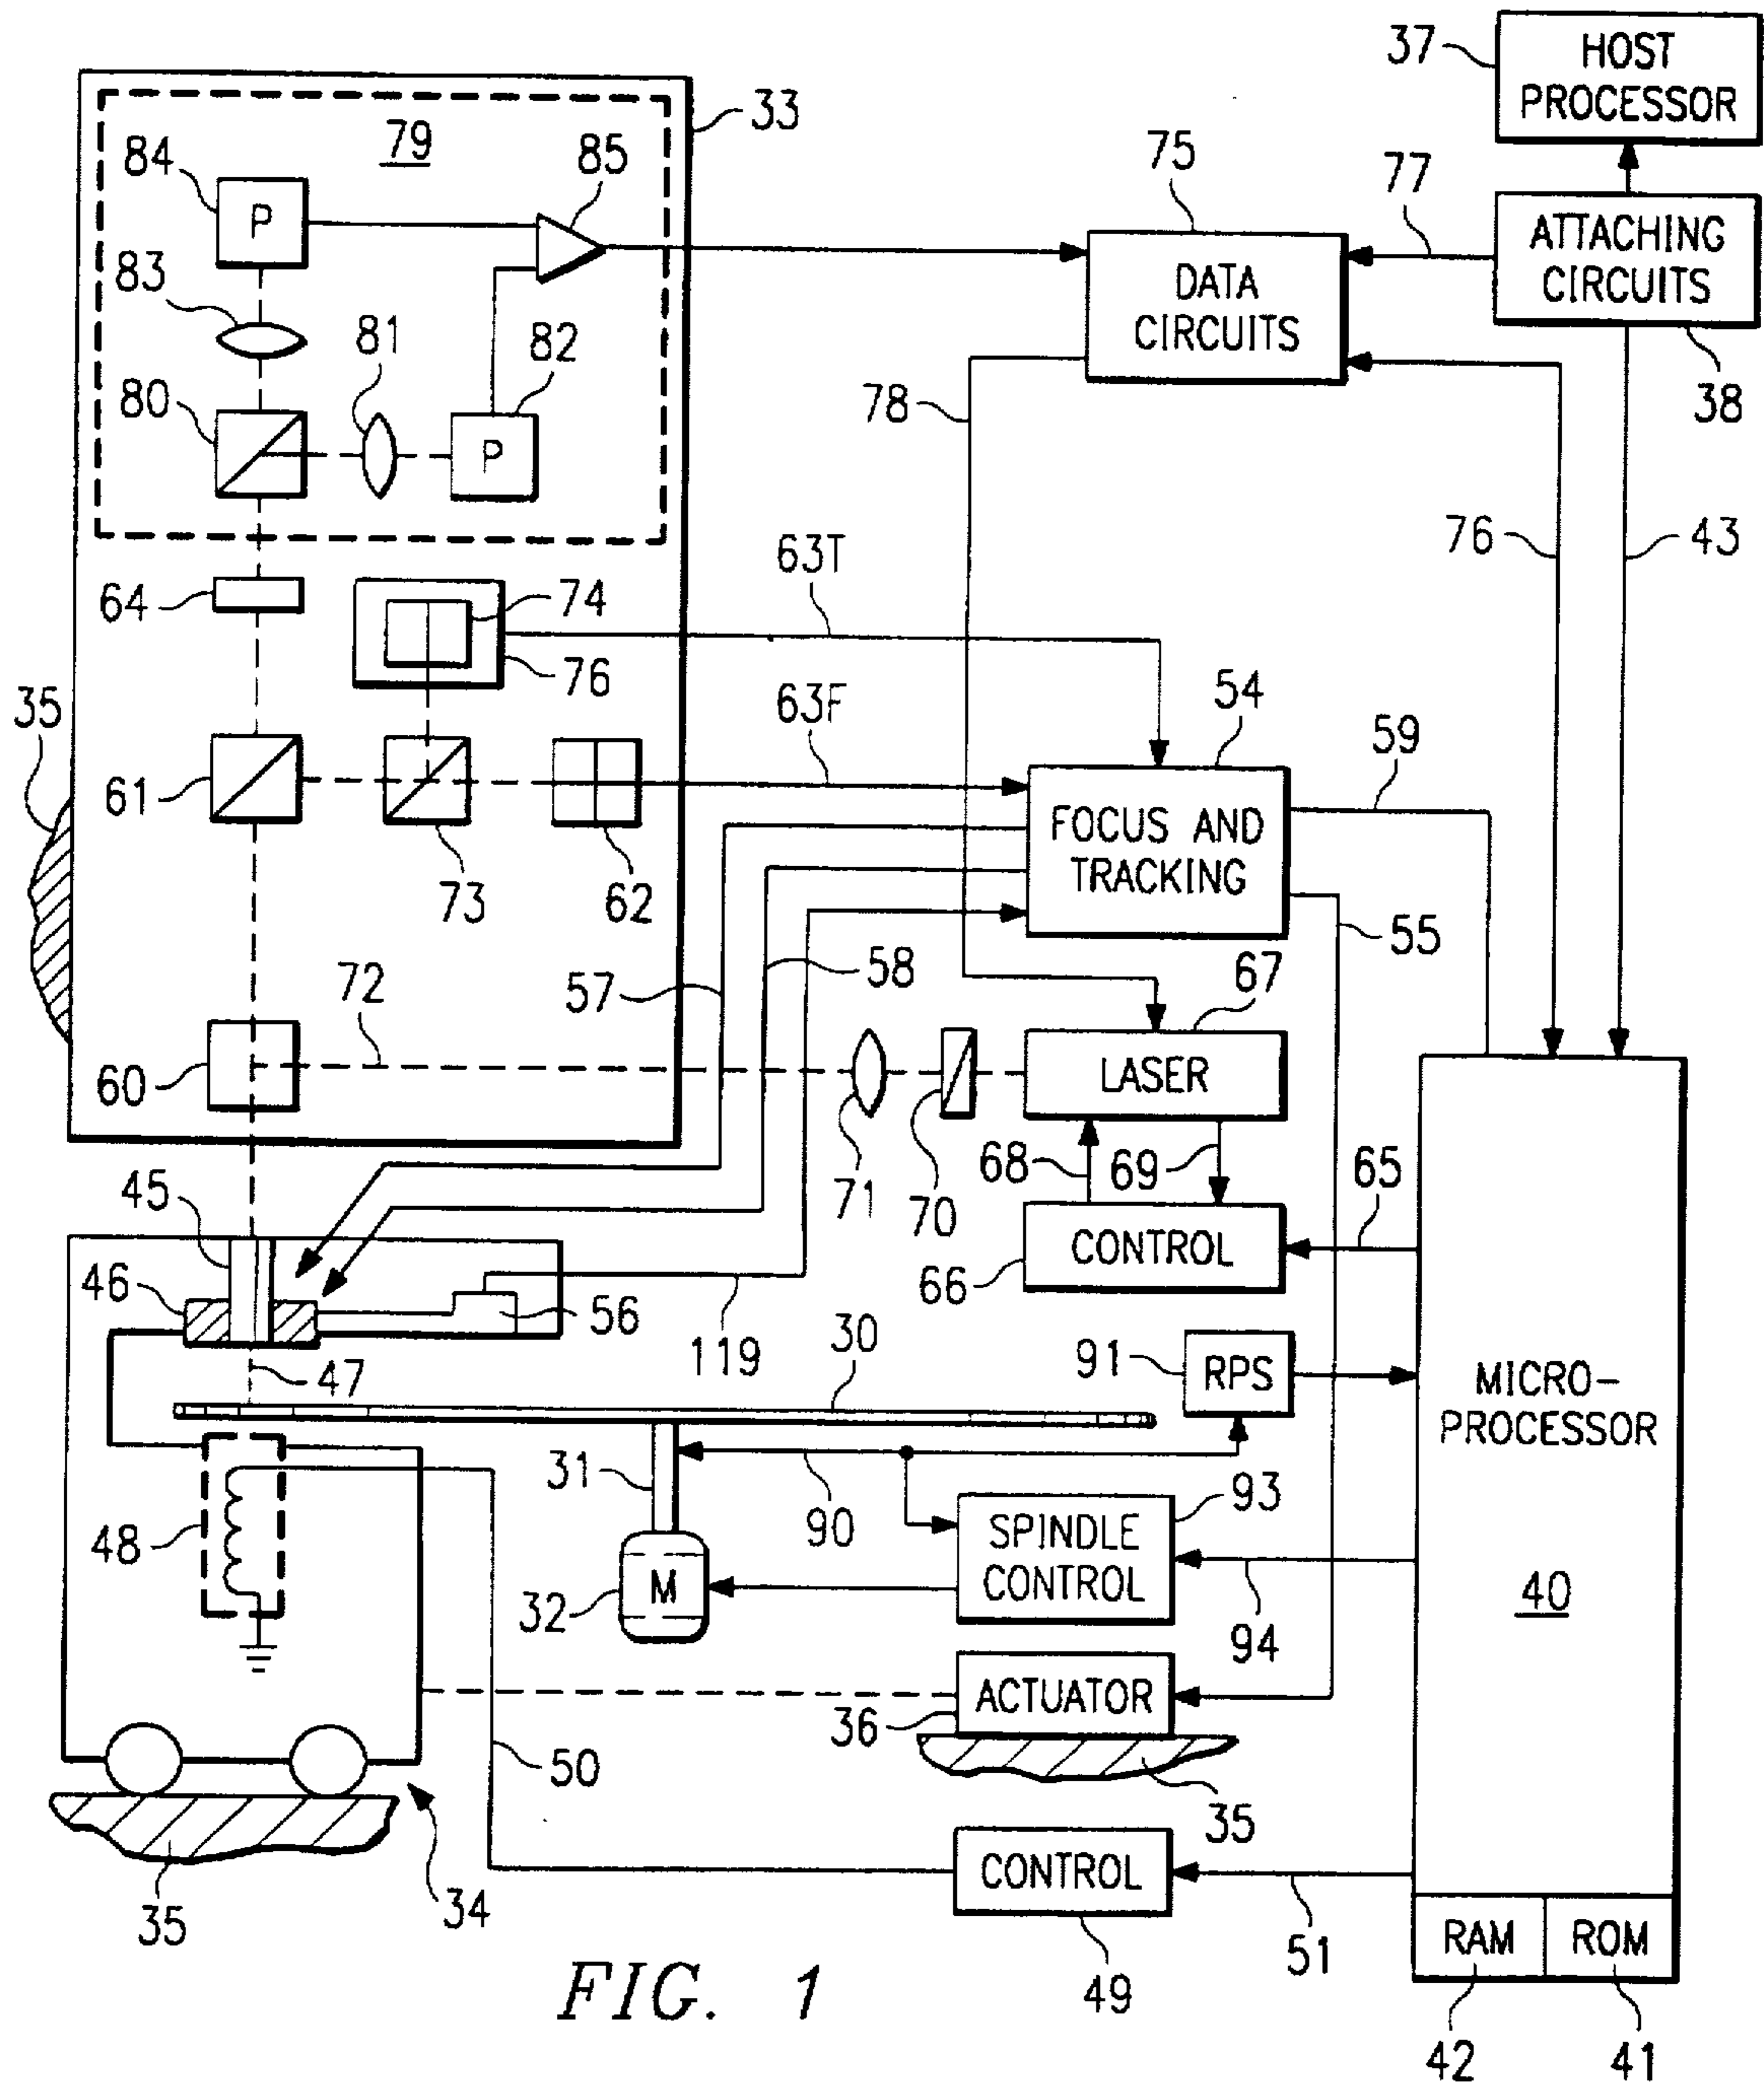 37
HOST
PROCESSOR
33
79
84
P
85
75
77
ATTACHING
CIRCUITS
DATA
CIRCUITS
83
81
82
80
P
78
38
76
43
64
74
76
63T
54
35
63F
59
61
73
62
FOCUS AND
TRACKING
55
57
58
67
72
60
LASER
71
70
68
69
65
45
CONTROL
66
46
56
119
30
91
RPS
47
MICRO-
PROCESSOR
31
90
93
48
SPINDLE
CONTROL
40
32
M
94
ACTUATOR
36
50
35
34
35
CONTROL
51
49
RAM
ROM
42
41
FIG. 1